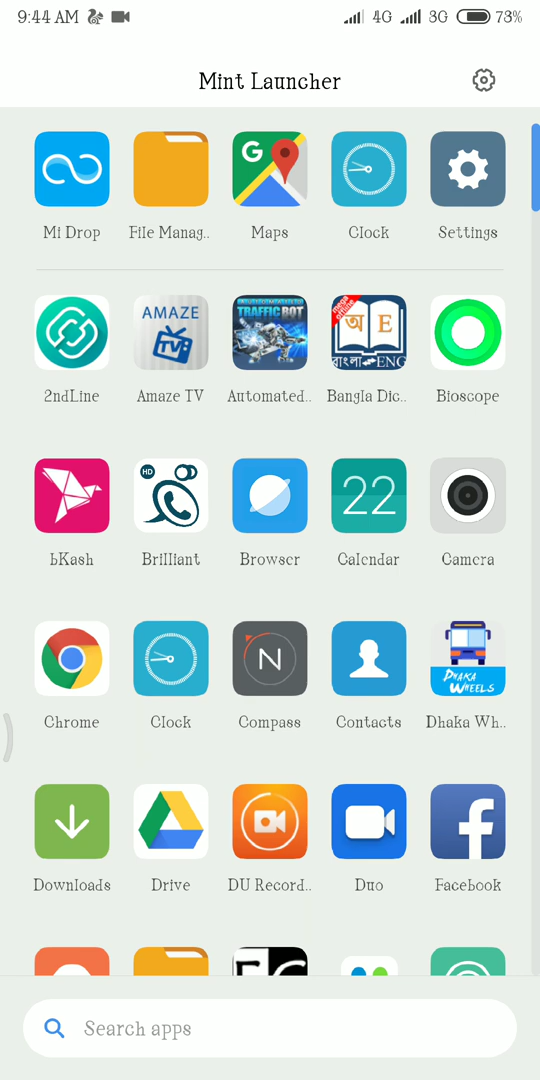 9:44 AM 4G 3G 73%
Mint Launcher
Mi Drop File Manag.. Maps Clock Settings
AMAZE TV TRAFFIC BOT mega offline অ E বাংলা-ENG
2ndLine Amaze TV Automated.. Bangla Dic.. Bioscope
HD 22
bKash Brilliant Browser Calendar Camera
N DHAKA WHEELS
Chrome Clock Compass Contacts Dhaka Wh..
Downloads Drive DU Record.. Duo Facebook
Search apps